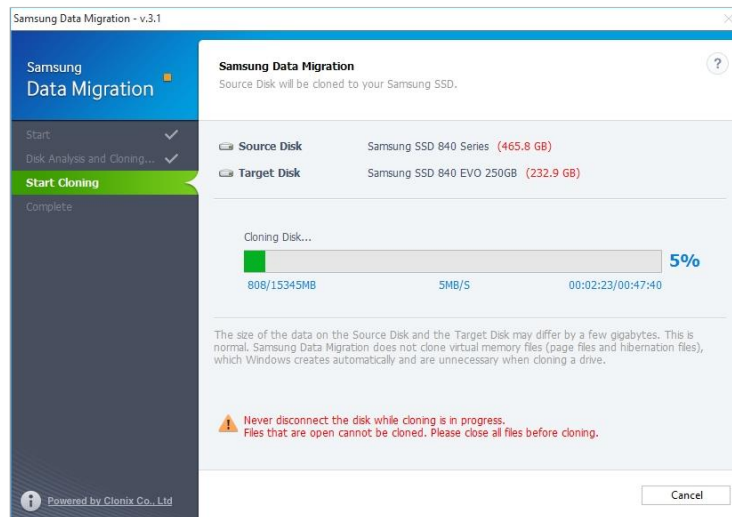 Samsung Data Migration - v.3.1
Samsung
Data Migration
Samsung Data Migration
Source Disk will be cloned to your Samsung SSD.
?
Start
Disk Analysis and Cloning...
Start Cloning
Complete
Source Disk Samsung SSD 840 Series (465.8 GB)
Target Disk Samsung SSD 840 EVO 250GB (232.9 GB)
Cloning Disk...
5%
808/15345MB 5MB/S 00:02:23/00:47:40
The size of the data on the Source Disk and the Target Disk may differ by a few gigabytes. This is
normal. Samsung Data Migration does not clone virtual memory files (page files and hibernation files),
which Windows creates automatically and are unnecessary when cloning a drive.
Never disconnect the disk while cloning is in progress.
Files that are open cannot be cloned. Please close all files before cloning.
Powered by Clonix Co., Ltd
Cancel